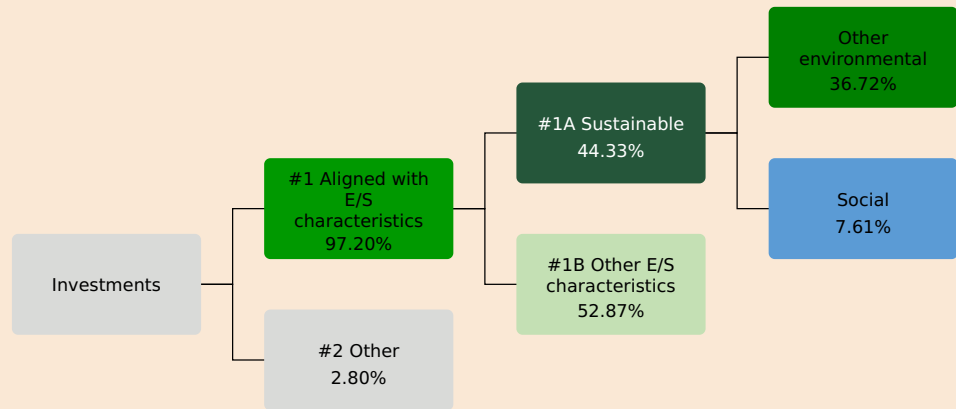 Investments
#1 Aligned with
E/S
characteristics
97.20%
#2 Other
2.80%
#1A Sustainable
44.33%
#1B Other E/S
characteristics
52.87%
Other
environmental
36.72%
Social
7.61%